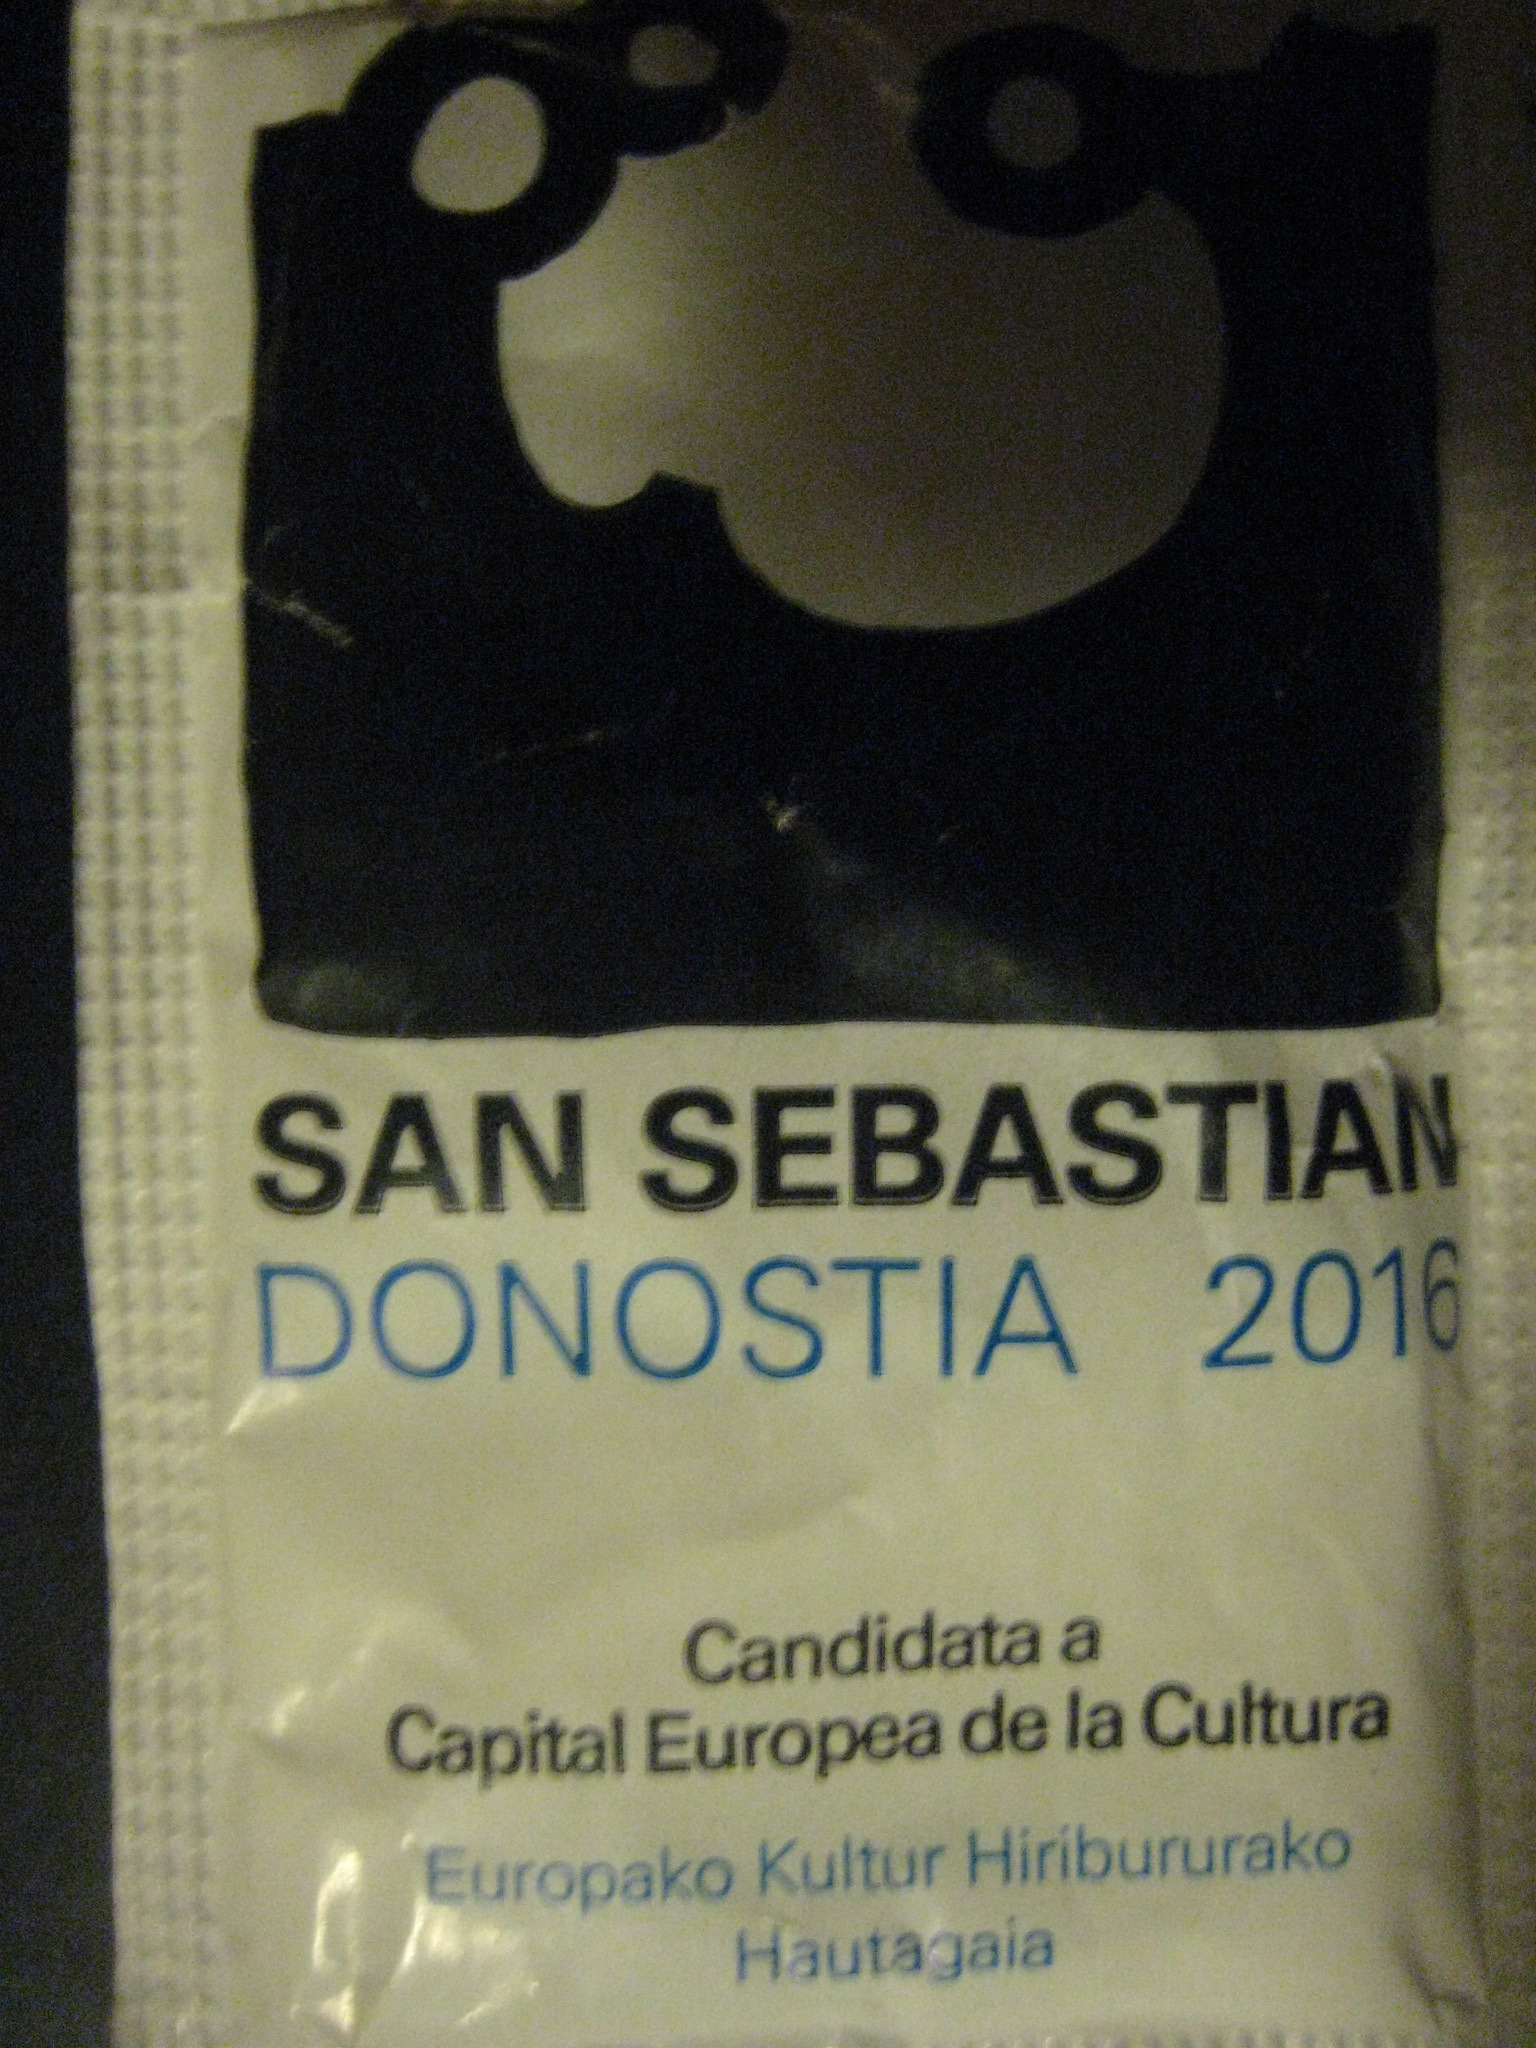 SAN SEBASTIAN
DONOSTIA 2016
Candidata a
Capital Europea de la Cultura
Europako Kultur Hiribururako
Hautagaia